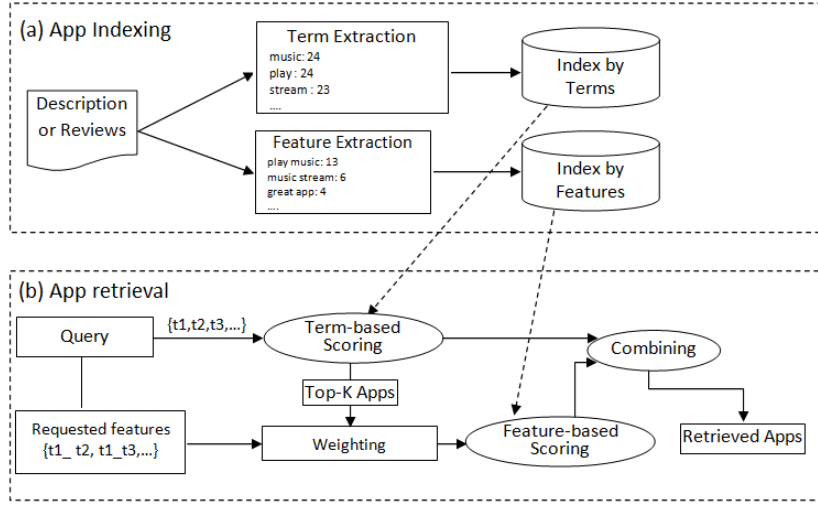 (a) App Indexing
Term Extraction
music: 24
play : 24
stream : 23
....
Index by
Terms
Description
or Reviews
Feature Extraction
play music: 13
music stream: 6
great app: 4
....
Index by
Features
(b) App retrieval
Query
{t1,t2,t3,...}
Term-based
Scoring
Combining
Top-K Apps
Requested features
{t1_ t2, t1_t3,...}
Weighting
Feature-based
Scoring
Retrieved Apps